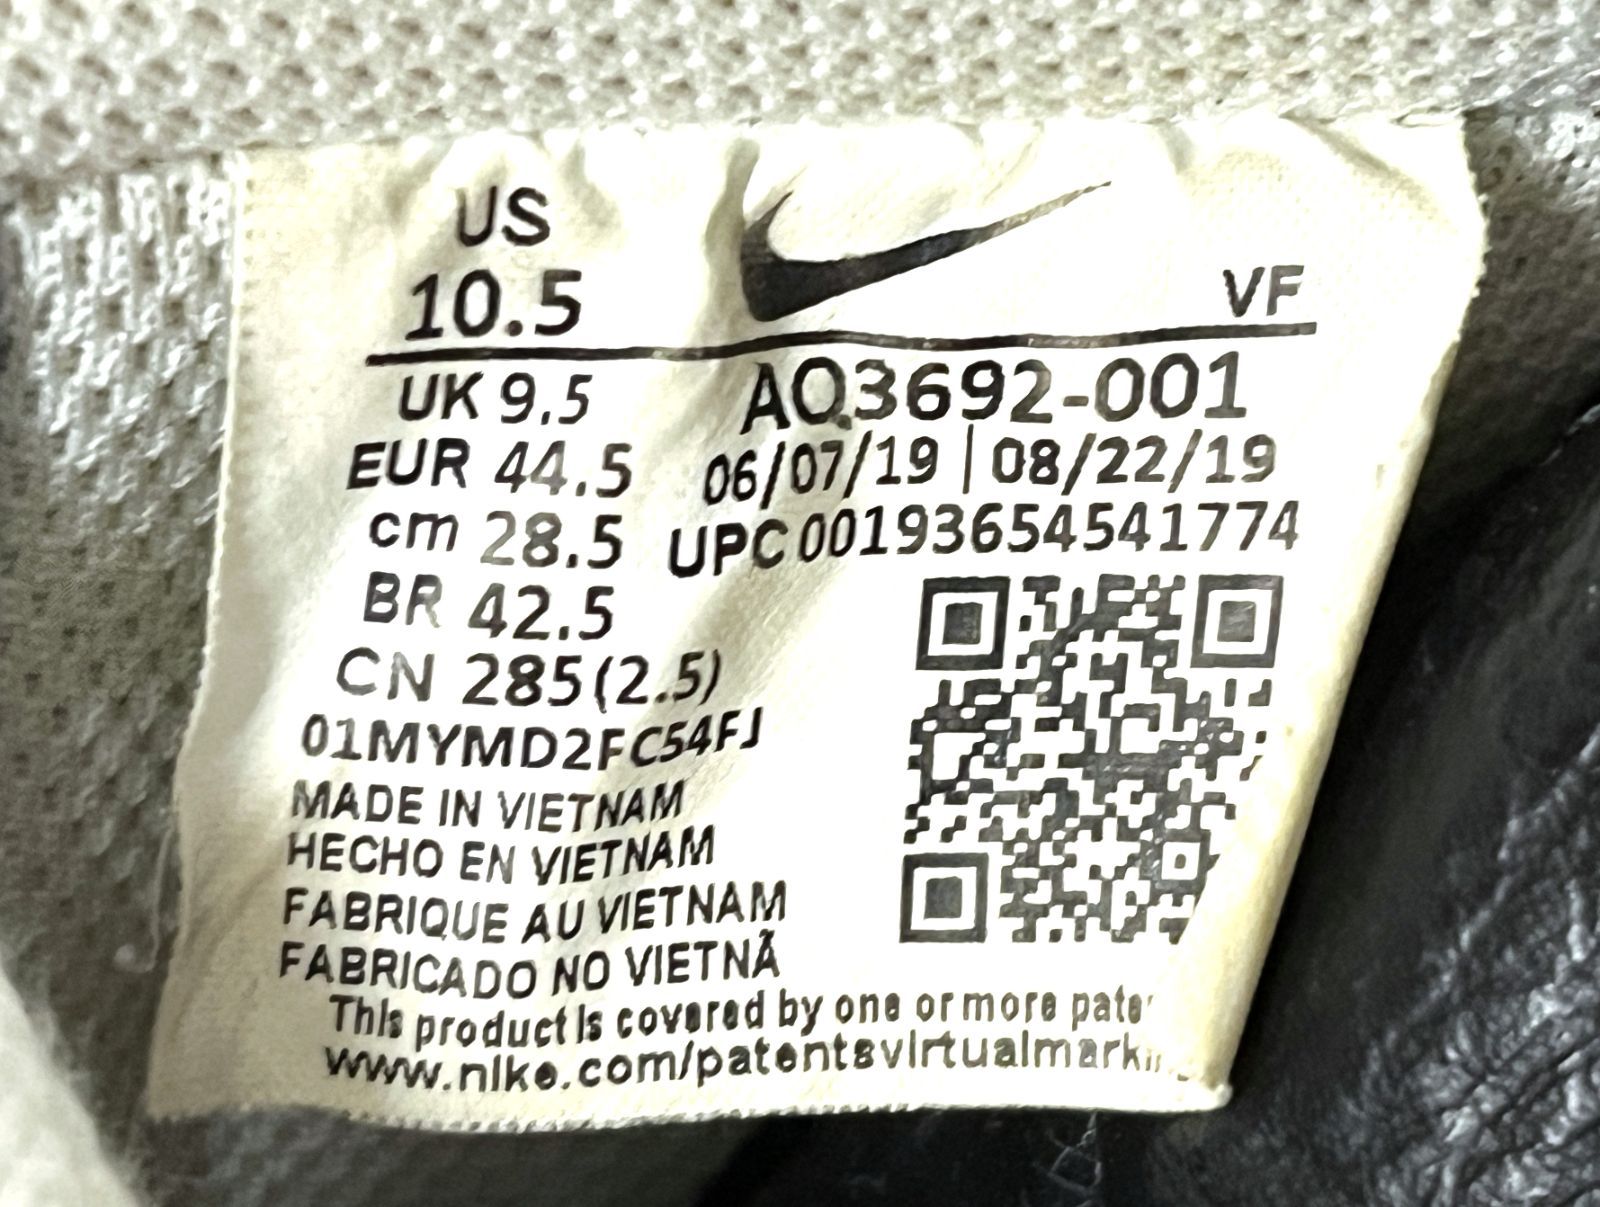 US
10.5
VF
UK 9.5
EUR 44.5
cm 28.5
BR 42.5
CN 285(2.5)
01MYMD2FC54FJ
AQ3692-001
06/07/19 | 08/22/19
UPC 00193654541774
MADE IN VIETNAM
HECHO EN VIETNAM
FABRIQUE AU VIETNAM
FABRICADO NO VIETNÃ
This product is covered by one or more
www.nike.com/patentsvirtualmarki